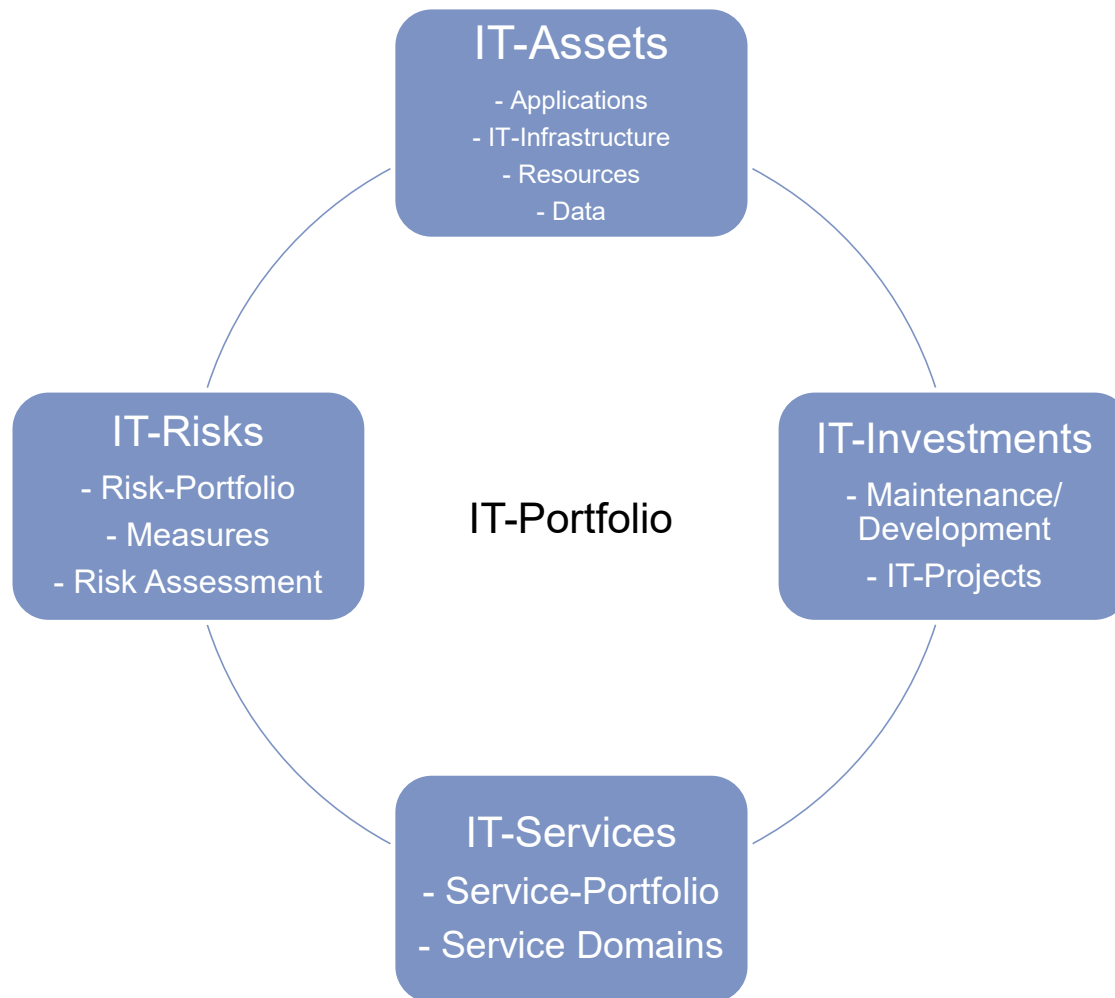 IT-Assets
- Applications
- IT-Infrastructure
- Resources
- Data
IT-Risks
- Risk-Portfolio
- Measures
- Risk Assessment
IT-Portfolio
IT-Investments
- Maintenance/
Development
- IT-Projects
IT-Services
- Service-Portfolio
- Service Domains